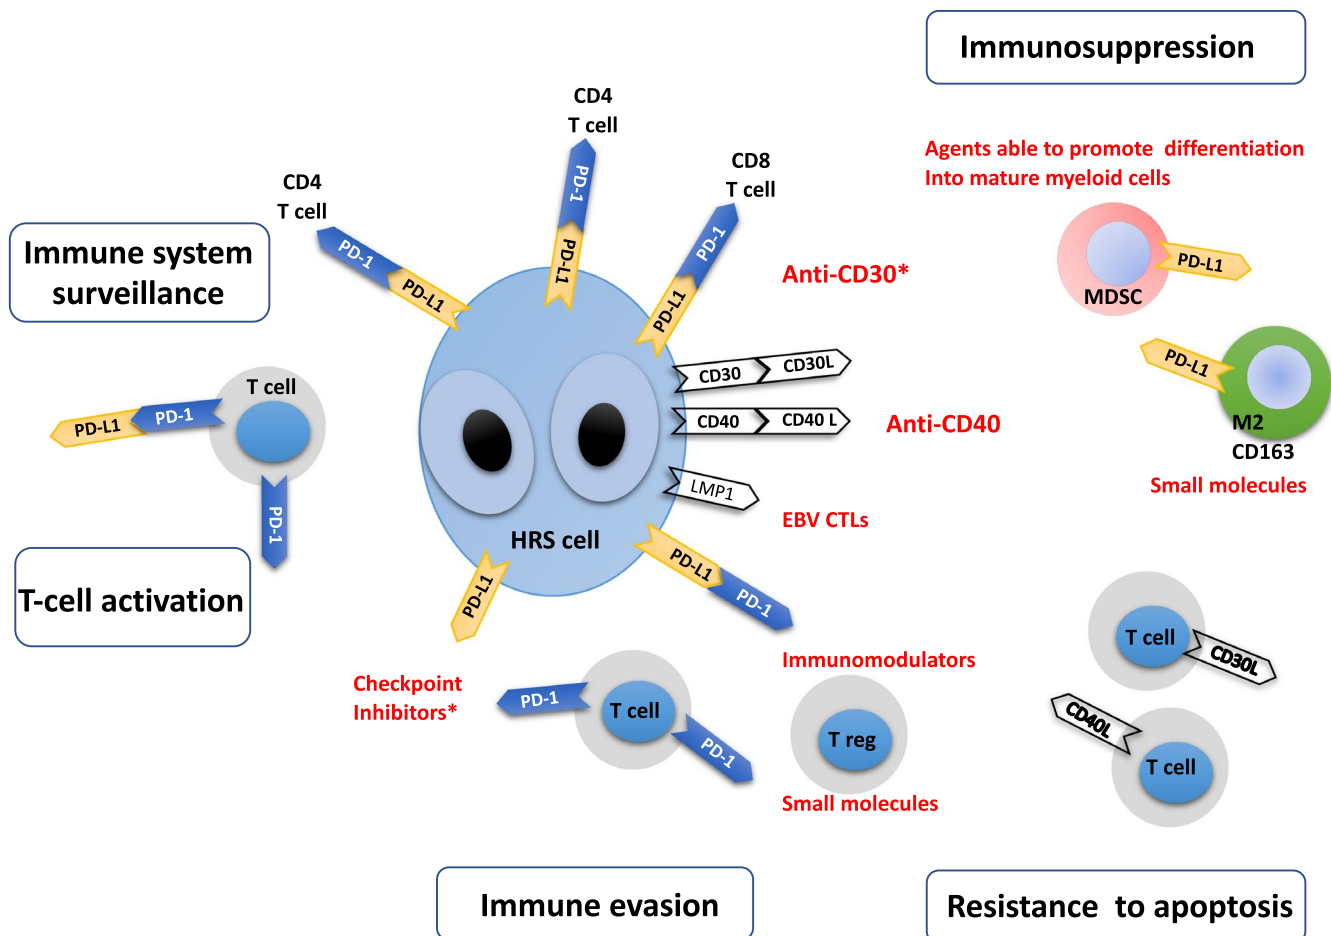 Immunosuppression
CD4
T cell
Agents able to promote  differentiation
Into mature myeloid cells
CD8
T cell
CD4
T cell
PD-1
PD-1
PD-1
PD-L1
PD-L1
PD-L1
Immune system
surveillance
Anti-CD30*
PD-L1
MDSC
PD-L1
M2
CD163
Small molecules
T cell
PD-L1
PD-1
PD-1
CD30
CD30L
CD40
CD40 L
Anti-CD40
LMP1
EBV CTLs
HRS cell
T-cell activation
PD-L1
PD-L1
PD-1
Immunomodulators
Checkpoint
Inhibitors*
PD-1
T cell
PD-1
T reg
Small molecules
T cell
CD30L
CD40L
T cell
Immune evasion
Resistance  to apoptosis